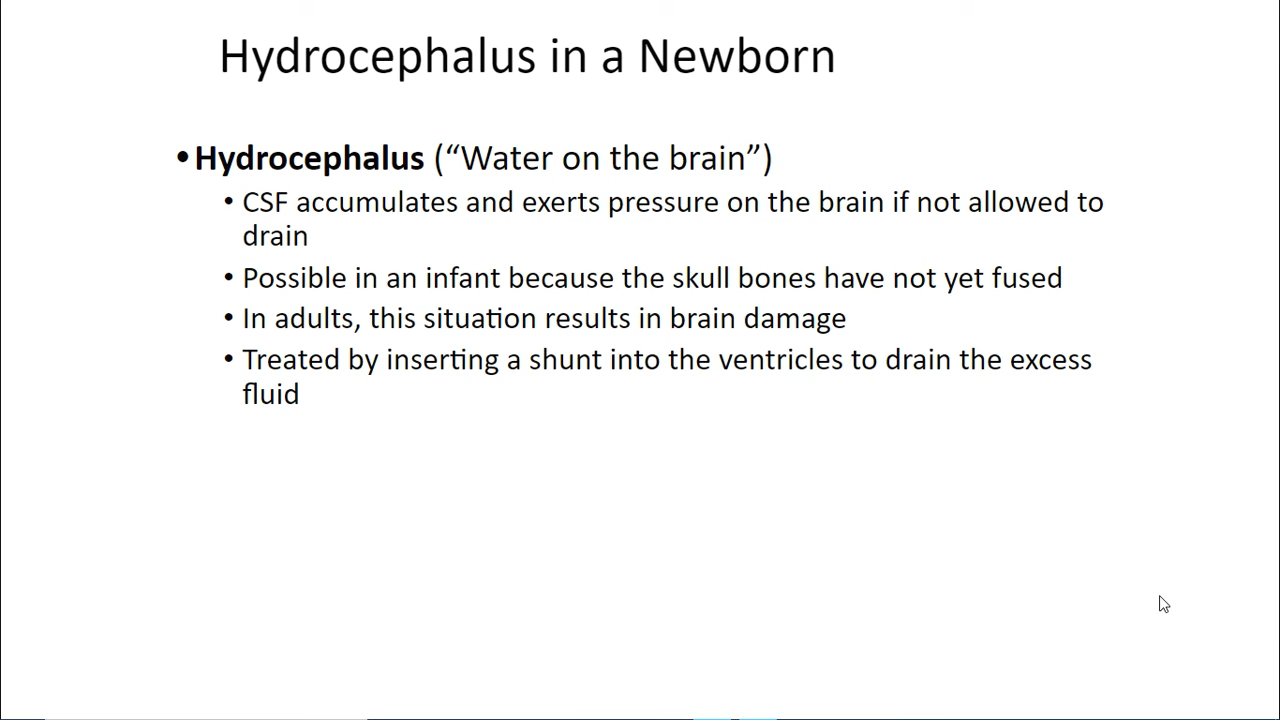 Hydrocephalus in a Newborn
•Hydrocephalus (“Water on the brain”)
• CSF accumulates and exerts pressure on the brain if not allowed to
drain
• Possible in an infant because the skull bones have not yet fused
• In adults, this situation results in brain damage
• Treated by inserting a shunt into the ventricles to drain the excess
fluid